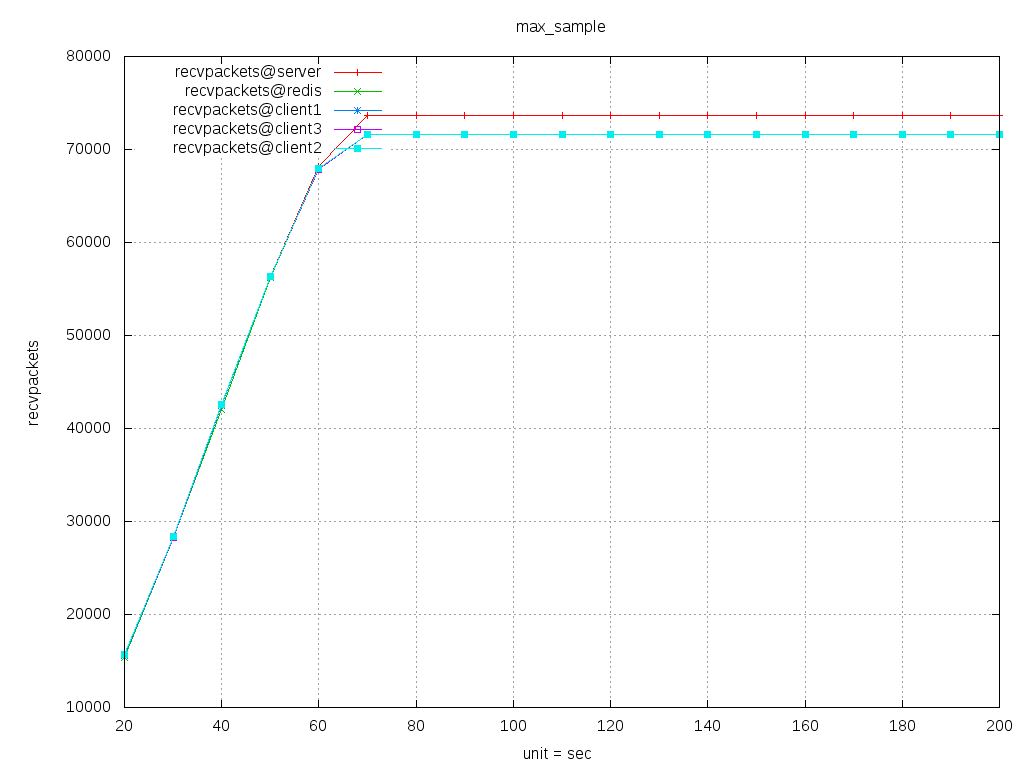 max_sample
80000
70000
60000
50000
40000
30000
20000
10000
recvpackets@server
recvpackets@redis
recvpackets@client1
recvpackets@client3
recvpackets@client2
recvpackets
20 40 60 80 100 120 140 160 180 200
unit = sec